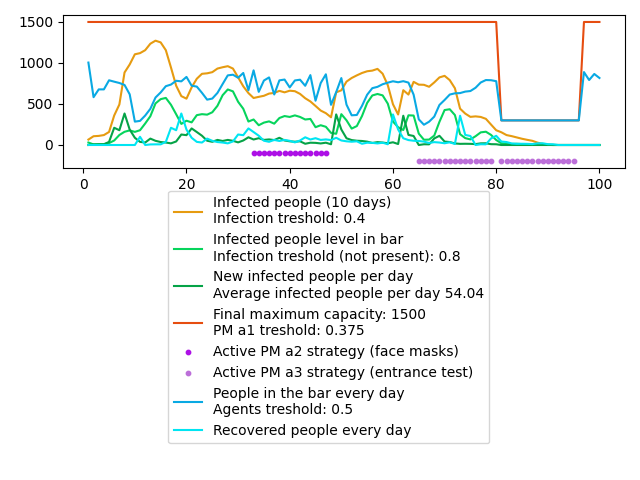 1500
1000
500
0
0 20 40 60 80 100
Infected people (10 days)
Infection treshold: 0.4
Infected people level in bar
Infection treshold (not present): 0.8
New infected people per day
Average infected people per day 54.04
Final maximum capacity: 1500
PM a1 treshold: 0.375
Active PM a2 strategy (face masks)
Active PM a3 strategy (entrance test)
People in the bar every day
Agents treshold: 0.5
Recovered people every day